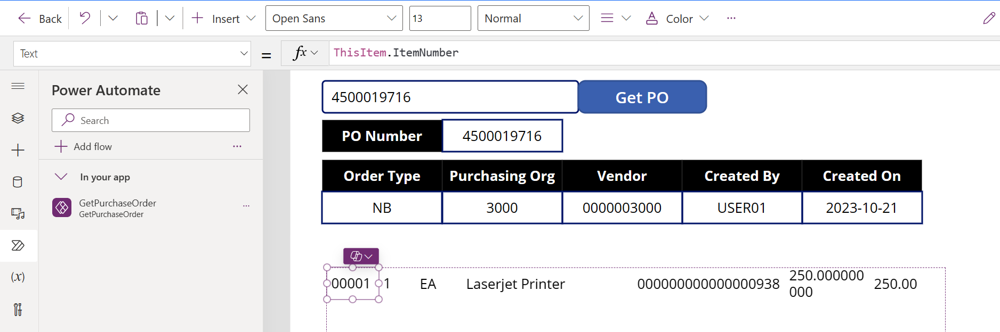 Back Insert Open Sans 13 Normal Color ...
Text = fx ThisItem.ItemNumber
Power Automate
Search
Add flow ...
In your app
GetPurchaseOrder ...
GetPurchaseOrder
(x)
4500019716 Get PO
PO Number 4500019716
Order Type Purchasing Org Vendor Created By Created On
NB 3000 0000003000 USER01 2023-10-21
00001 1 EA Laserjet Printer 000000000000000938 250.000000 250.00
000